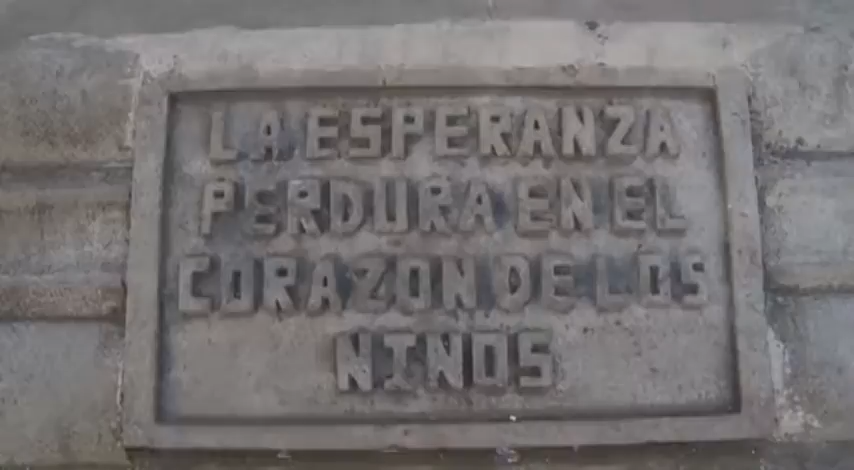 LA ESPERANZA
PERDURA EN EL
CORAZON DE LOS
NINOS